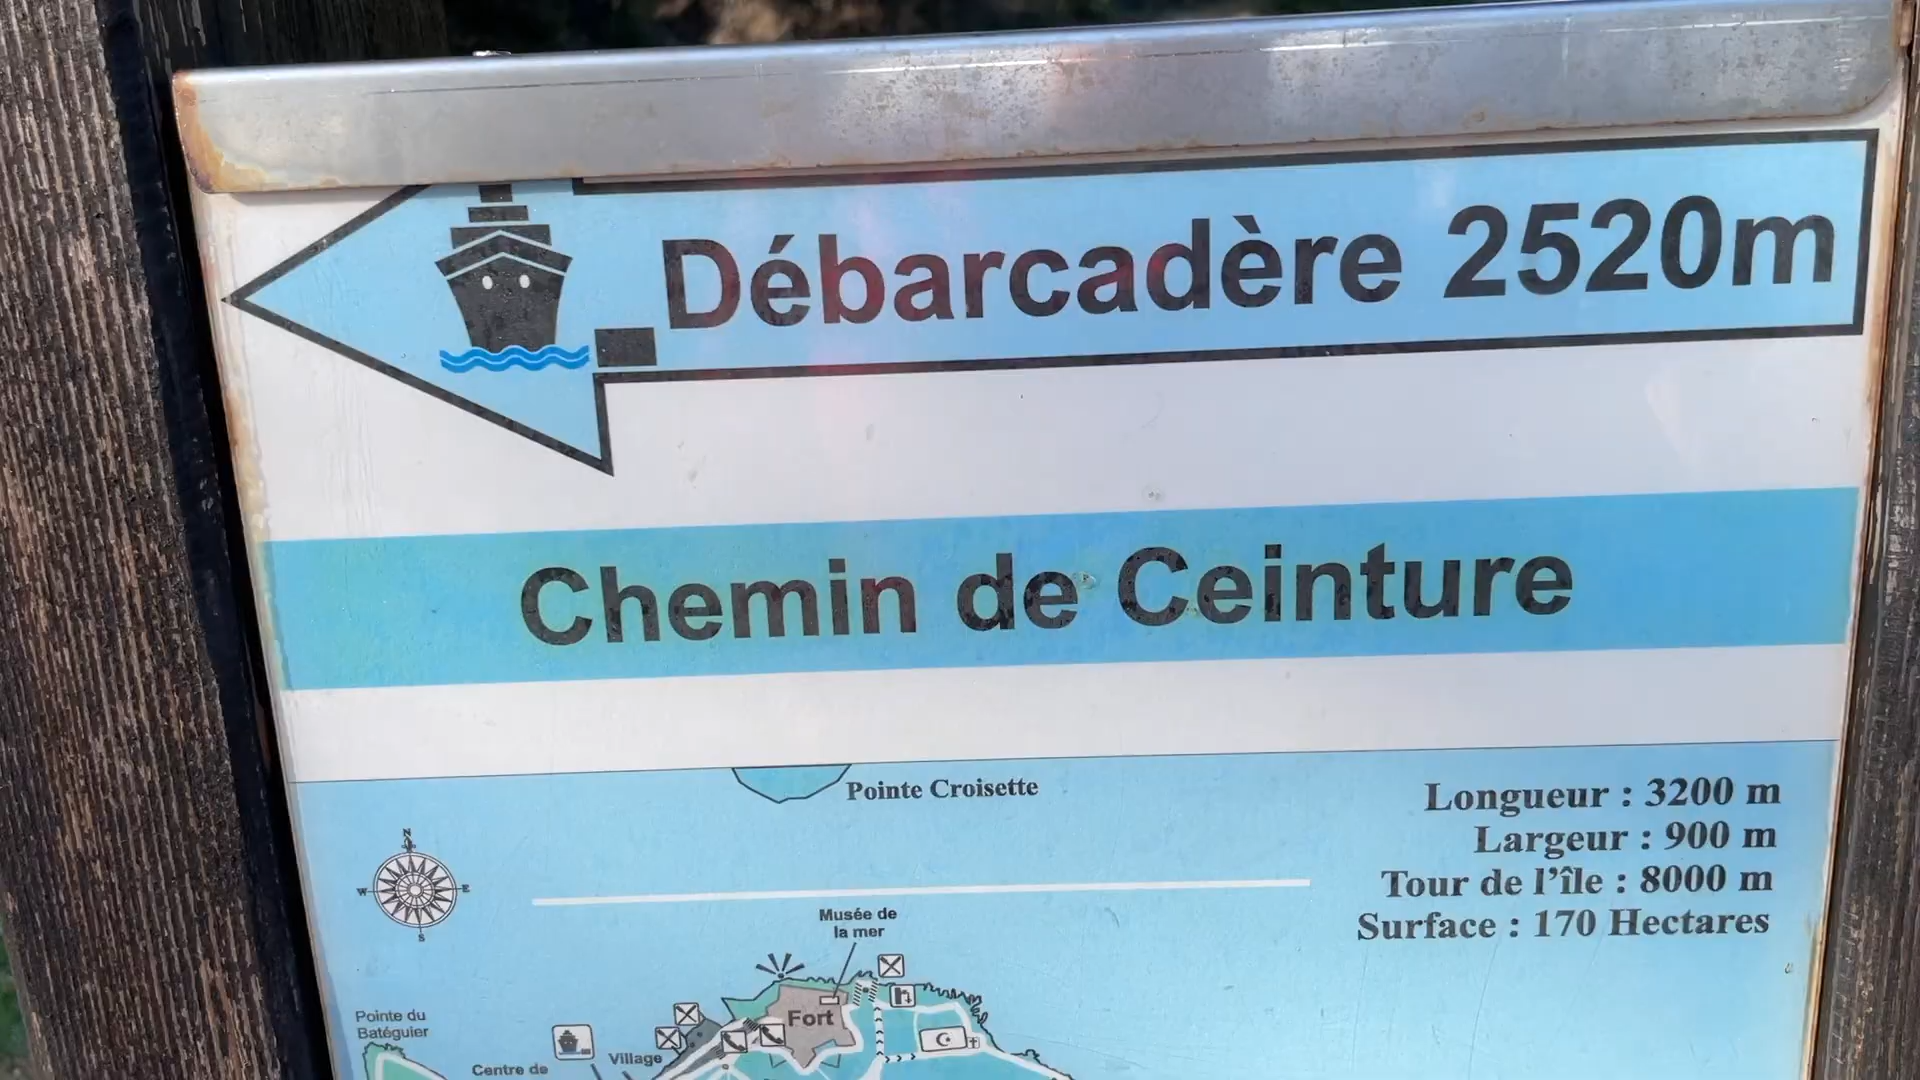 Débarcadère 2520m
Chemin de Ceinture
Pointe Croisette
Longueur : 3200 m
Largeur : 900 m
Tour de l'île : 8000 m
Surface : 170 Hectares
N
W E
S
Musée de
la mer
Fort
Pointe du
Batéguier
Village
Centre de